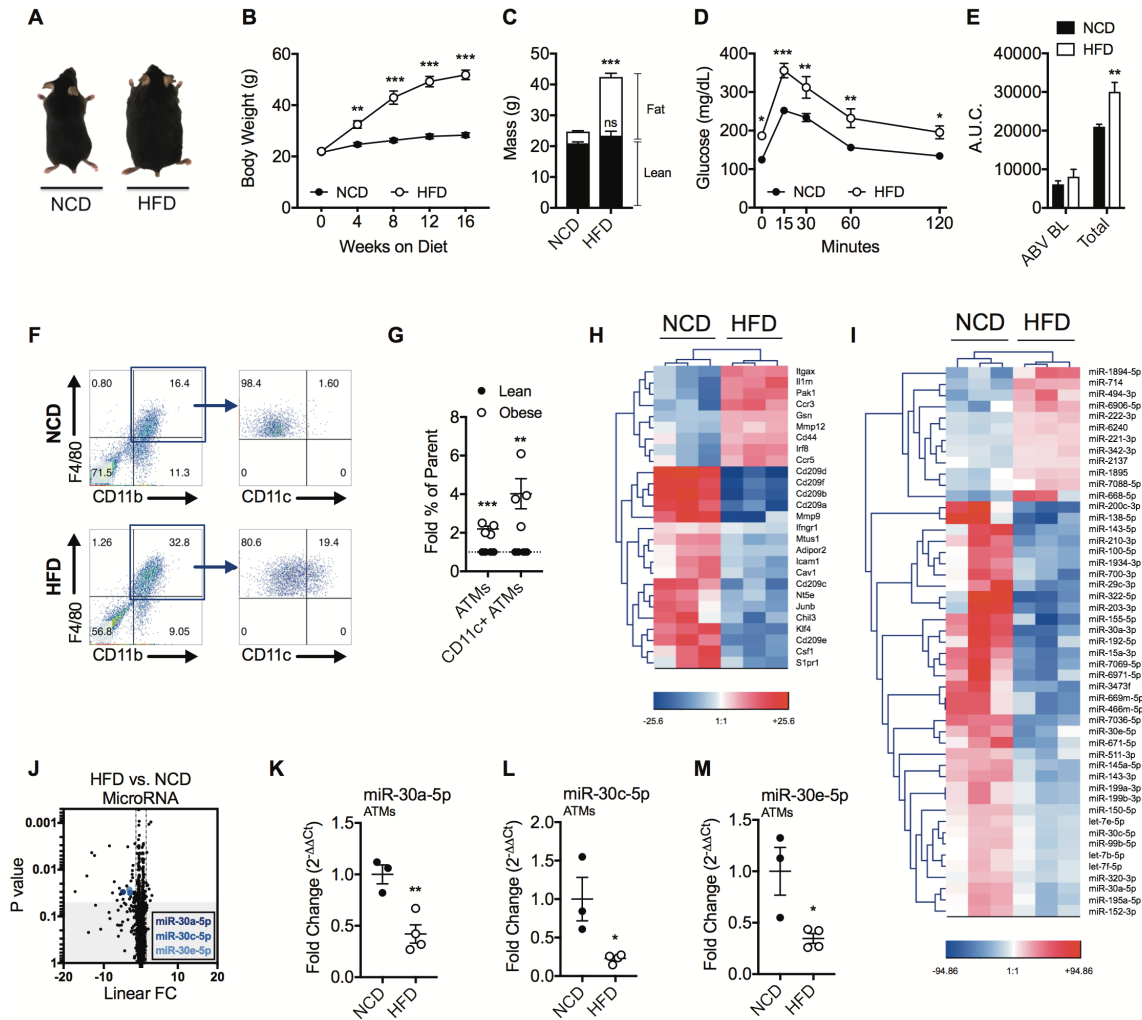 A
NCD
HFD
B
Body Weight (g)
60
40
20
0
**
***
***
***
NCD
HFD
0
4
8
12
16
Weeks on Diet
C
Mass (g)
50
40
30
20
10
0
***
ns
Fat
Lean
NCD
HFD
D
Glucose (mg/dL)
400
300
200
100
0
*
***
**
**
*
NCD
HFD
0
15
30
60
120
Minutes
E
NCD
HFD
A.U.C.
40000
30000
20000
10000
0
**
ABV BL
Total
F
NCD
F4/80
0.80
16.4
71.5
11.3
CD11b
98.4
1.60
0
0
CD11c
HFD
F4/80
1.26
32.8
56.8
9.05
CD11b
80.6
19.4
0
0
CD11c
G
Lean
Obese
Fold % of Parent
8
6
4
2
0
***
**
ATMs
CD11c+ ATMs
H
NCD
HFD
Itgax
Il1rn
Pak1
Ccr3
Gsn
Mmp12
Cd44
Irf8
Ccr5
Cd209d
Cd209f
Cd209b
Cd209a
Mmp9
Ifngr1
Mtus1
Adipor2
Icam1
Cav1
Cd209c
Nt5e
Junb
Chil3
Klf4
Cd209e
Csf1
S1pr1
-25.6
1:1
+25.6
I
NCD
HFD
miR-1894-5p
miR-714
miR-494-3p
miR-6906-5p
miR-222-3p
miR-6240
miR-221-3p
miR-342-3p
miR-2137
miR-1895
miR-7088-5p
miR-668-5p
miR-200c-3p
miR-138-5p
miR-143-5p
miR-210-3p
miR-100-5p
miR-1934-3p
miR-700-3p
miR-29c-3p
miR-322-5p
miR-203-3p
miR-155-5p
miR-30a-3p
miR-192-5p
miR-15a-3p
miR-7069-5p
miR-6971-5p
miR-3473f
miR-669m-5p
miR-466m-5p
miR-7036-5p
miR-30e-5p
miR-671-5p
miR-511-3p
miR-145a-5p
miR-143-3p
miR-199a-3p
miR-199b-3p
miR-150-5p
let-7e-5p
miR-30c-5p
miR-99b-5p
let-7b-5p
let-7f-5p
miR-320-3p
miR-30a-5p
miR-195a-5p
miR-152-3p
-94.86
1:1
+94.86
J
HFD vs. NCD
MicroRNA
P value
0.001
0.01
0.1
1
miR-30a-5p
miR-30c-5p
miR-30e-5p
-20
-10
0
10
20
Linear FC
K
miR-30a-5p
ATMs
Fold Change (2-ΔΔCt)
1.5
1.0
0.5
0.0
**
NCD
HFD
L
miR-30c-5p
ATMs
Fold Change (2-ΔΔCt)
2.0
1.5
1.0
0.5
0.0
*
NCD
HFD
M
miR-30e-5p
ATMs
Fold Change (2-ΔΔCt)
1.5
1.0
0.5
0.0
*
NCD
HFD